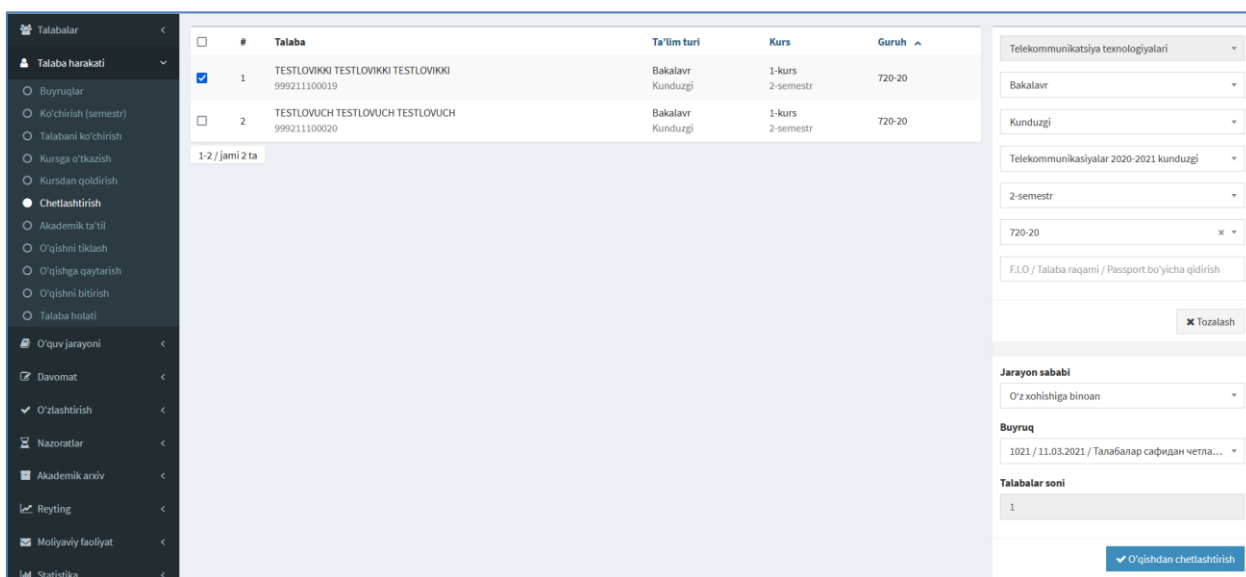 Talabalar
Talaba harakati
Buyruqlar
Ko'chirish (semestr)
Talabani ko'chirish
Kursga o'tkazish
Kursdan qoldirish
Chetlashtirish
Akademik ta'til
O'qishni tiklash
O'qishga qaytarish
O'qishni bitirish
Talaba holati
O'quv jarayoni
Davomat
O'zlashtirish
Nazoratlar
Akademik arxiv
Reyting
Moliyaviy faoliyat
Statistika
# Talaba Ta'lim turi Kurs Guruh
1 TESTLOVIKKI TESTLOVIKKI TESTLOVIKKI Bakalavr 1-kurs 720-20
999211100019 Kunduzgi 2-semestr
2 TESTLOVUCH TESTLOVUCH TESTLOVUCH Bakalavr 1-kurs 720-20
999211100020 Kunduzgi 2-semestr
1-2 / jami 2 ta
Telekommunikatsiya texnologiyalari
Bakalavr
Kunduzgi
Telekommunikasiyalar 2020-2021 kunduzgi
2-semestr
720-20
F.I.O / Talaba raqami / Passport bo'yicha qidirish
Tozalash
Jarayon sababi
O'z xohishiga binoan
Buyruq
1021 / 11.03.2021 / Талабалар сафидан четла...
Talabalar soni
1
O'qishdan chetlashtirish